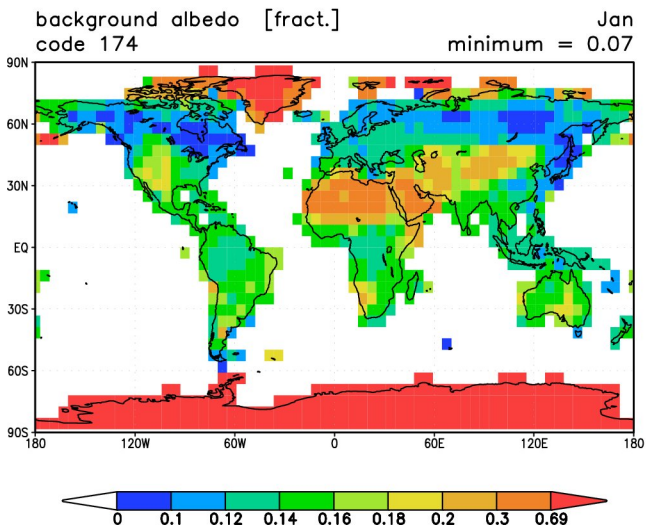 background albedo [fract.] Jan
code 174 minimum = 0.07
90N
60N
30N
EQ
30S
60S
90S
180 120W 60W 0 60E 120E 180
0 0.1 0.12 0.14 0.16 0.18 0.2 0.3 0.69